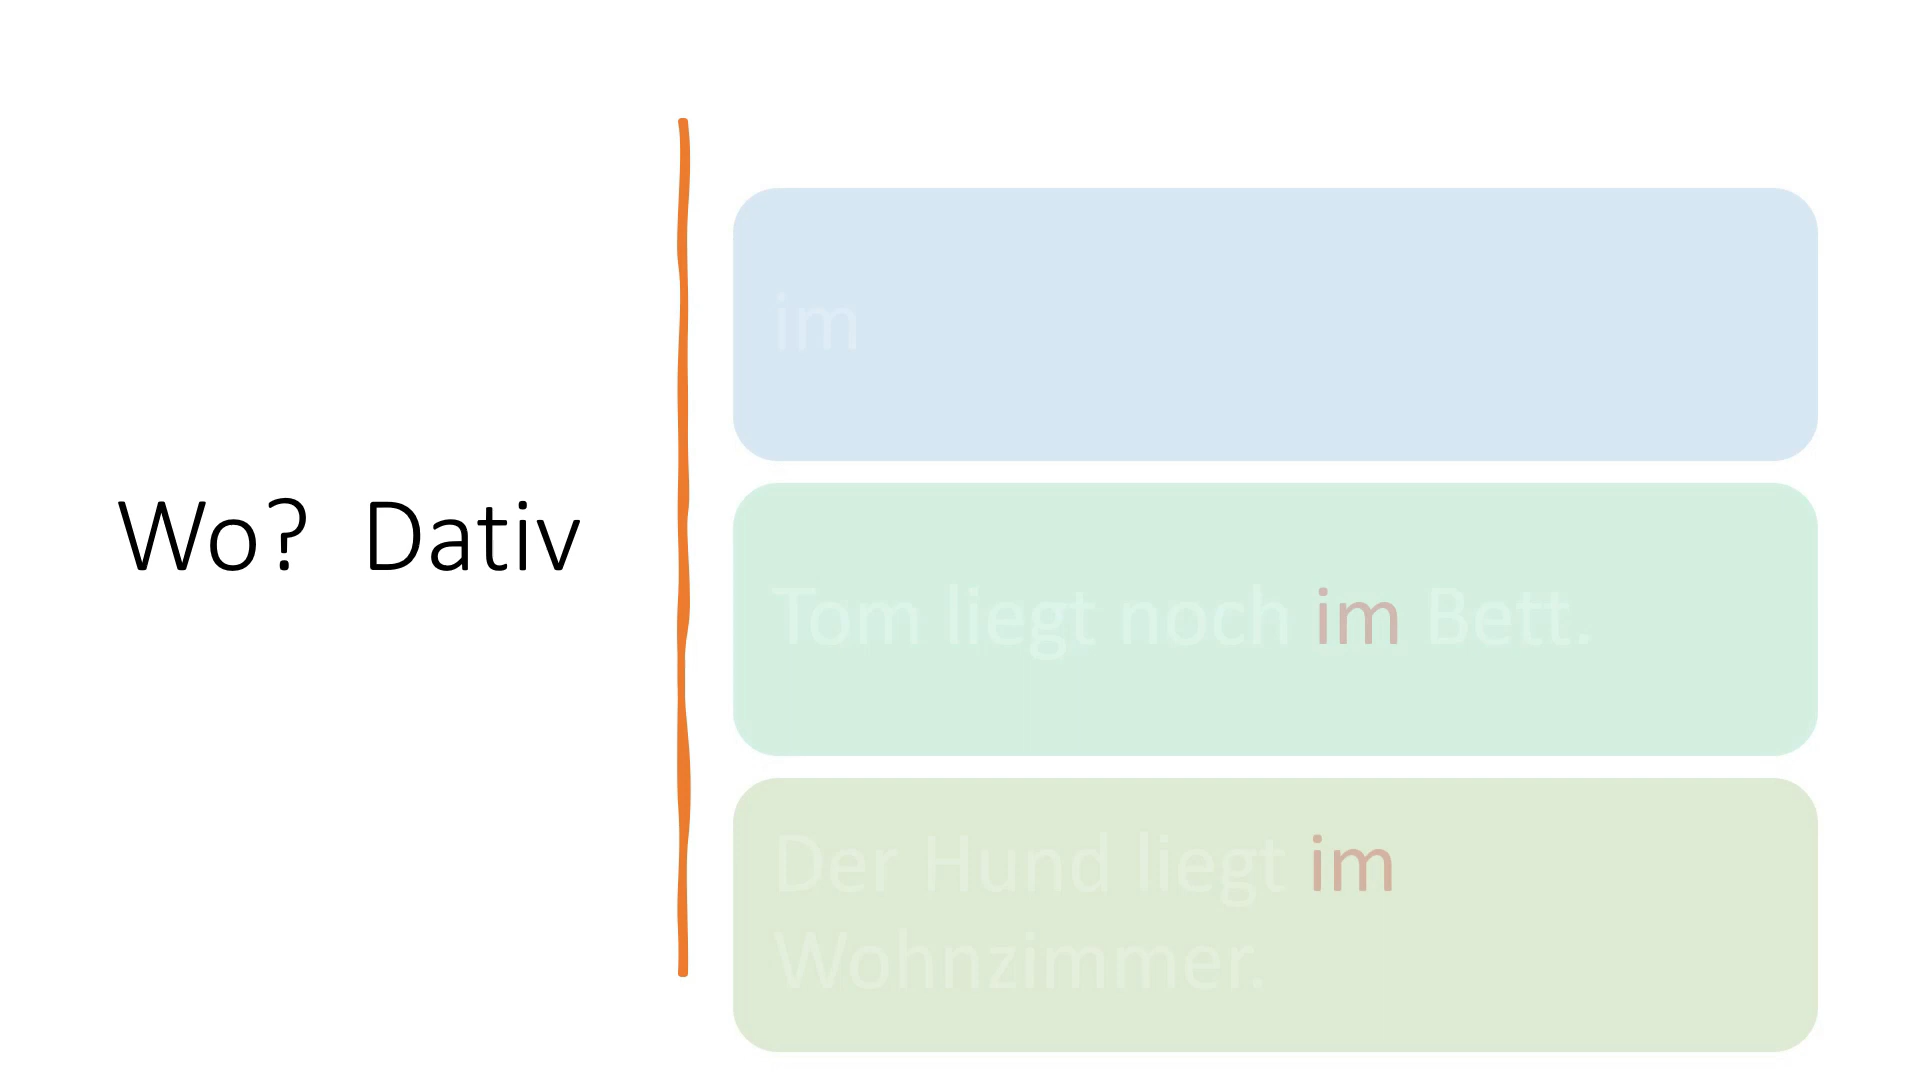 Wo? Dativ
im
Tom liegt noch im Bett.
Der Hund liegt im
Wohnzimmer.